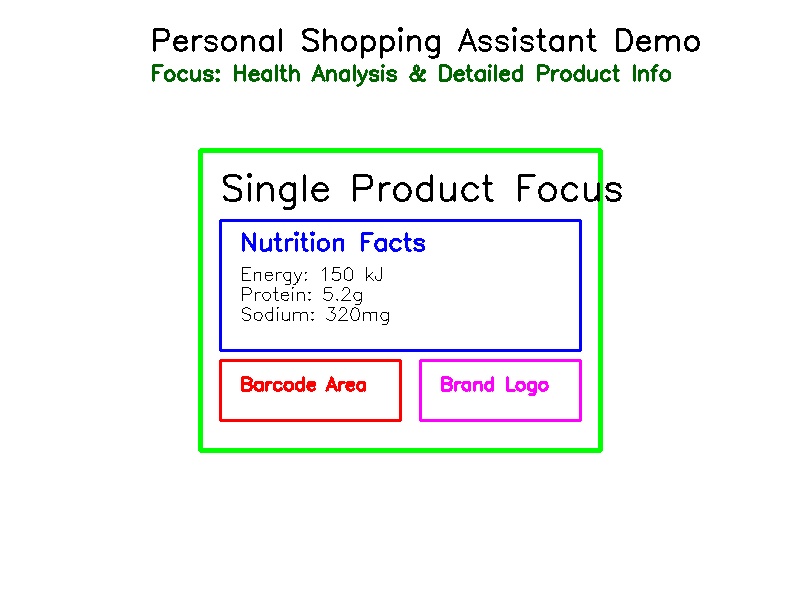 Personal Shopping Assistant Demo
Focus: Health Analysis & Detailed Product Info
Single Product Focus
Nutrition Facts
Energy: 150 kJ
Protein: 5.2g
Sodium: 320mg
Barcode Area
Brand Logo